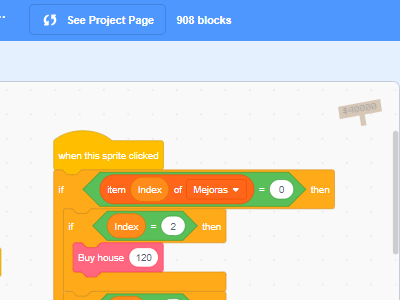 See Project Page 908 blocks
when this sprite clicked
if item Index of Mejoras = 0 then
if Index = 2 then
Buy house 120